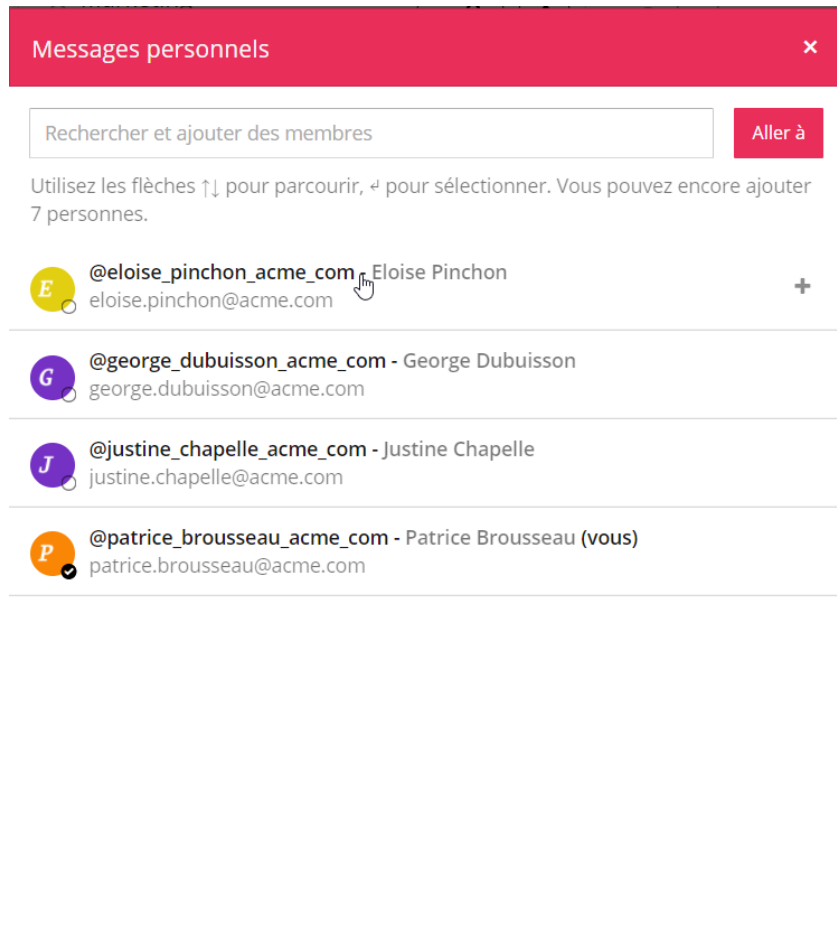 Messages personnels ×
Rechercher et ajouter des membres
Aller à
Utilisez les flèches ↑↓ pour parcourir, ↵ pour sélectionner. Vous pouvez encore ajouter
7 personnes.
E
@eloise_pinchon_acme_com - Eloise Pinchon
eloise.pinchon@acme.com
+
G
@george_dubuisson_acme_com - George Dubuisson
george.dubuisson@acme.com
J
@justine_chapelle_acme_com - Justine Chapelle
justine.chapelle@acme.com
P
@patrice_brousseau_acme_com - Patrice Brousseau (vous)
patrice.brousseau@acme.com